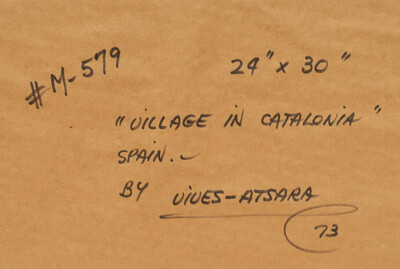 #M-579
24" x 30"
"VILLAGE IN CATALONIA"
SPAIN.-
BY VIVES-ATSARA
73